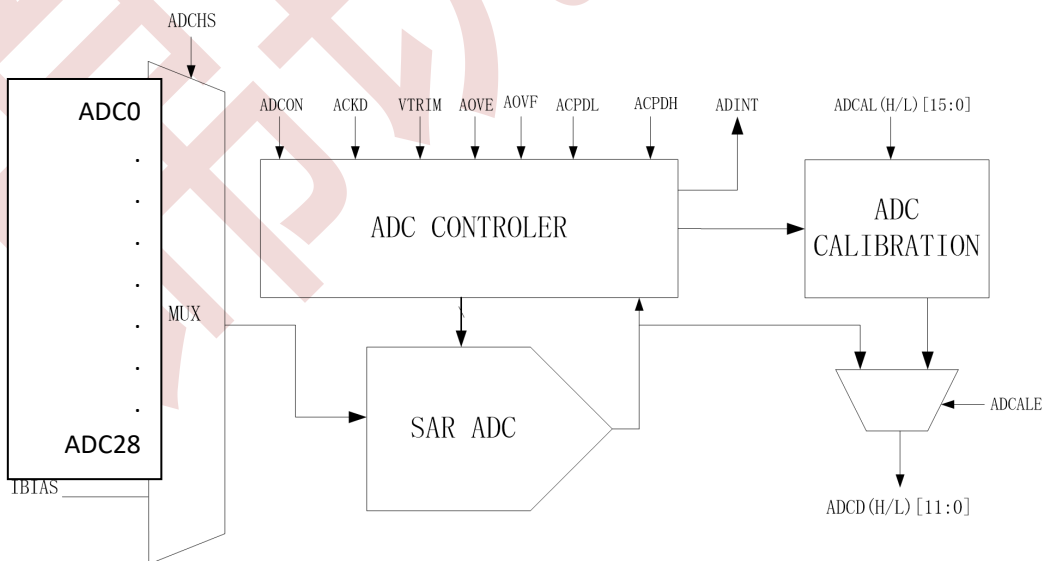 ADCHS
ADC0
.
.
.
.
.
.
.
ADC28
IBIAS
MUX
ADCON ACKD VTRIM AOVE AOVF ACPDL ACPDH ADINT ADCAL(H/L)[15:0]
ADC CONTROLER
ADC
CALIBRATION
SAR ADC
ADCALE
ADCD(H/L)[11:0]